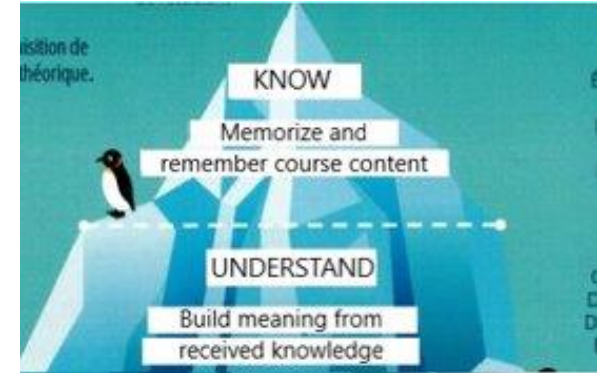 isition de
théorique.
KNOW
Memorize and
remember course content
UNDERSTAND
Build meaning from
received knowledge